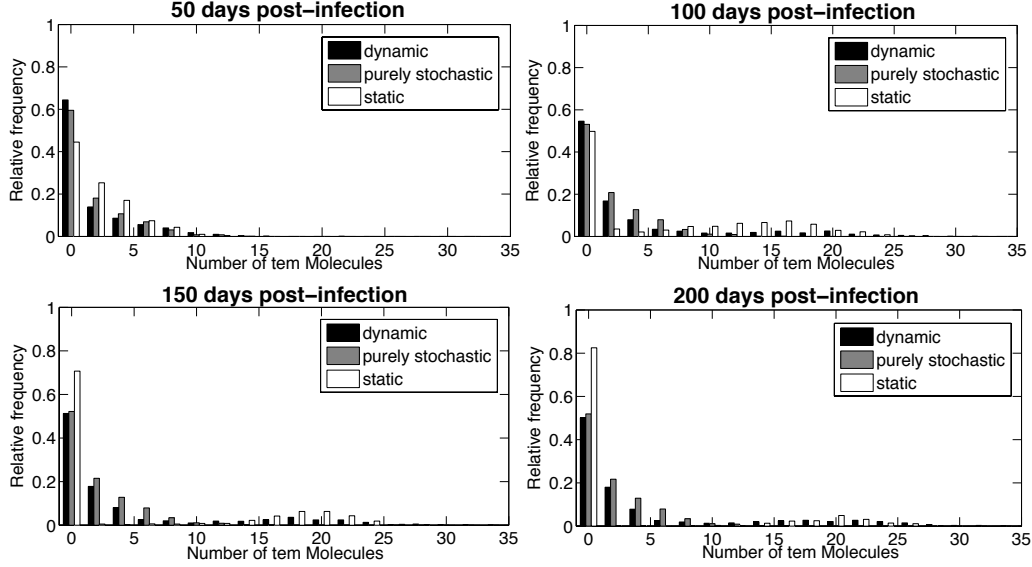 50 days post-infection
1
0.8
0.6
0.4
0.2
0
Relative frequency
dynamic
purely stochastic
static
0 5 10 15 20 25 30 35
Number of tem Molecules
100 days post-infection
1
0.8
0.6
0.4
0.2
0
Relative frequency
dynamic
purely stochastic
static
0 5 10 15 20 25 30 35
Number of tem Molecules
150 days post-infection
1
0.8
0.6
0.4
0.2
0
Relative frequency
dynamic
purely stochastic
static
0 5 10 15 20 25 30 35
Number of tem Molecules
200 days post-infection
1
0.8
0.6
0.4
0.2
0
Relative frequency
dynamic
purely stochastic
static
0 5 10 15 20 25 30 35
Number of tem Molecules